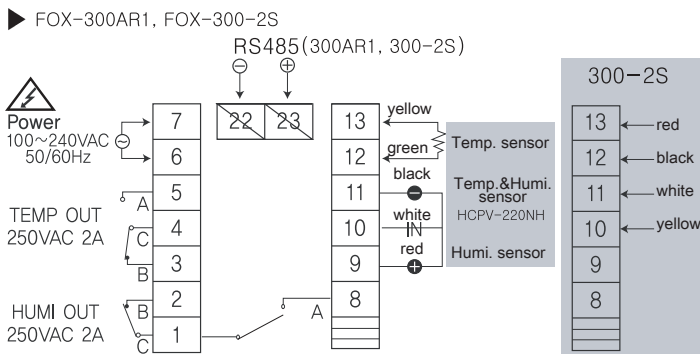 ▶ FOX-300AR1, FOX-300-2S
RS485(300AR1, 300-2S)
⊖ ⊕
22 23
Power
100~240VAC
50/60Hz
TEMP OUT
250VAC 2A
HUMI OUT
250VAC 2A
7
6
5
4
3
2
1
A
C
B
B
C
A
13
12
11
10
9
8
yellow
green
black
white
IN
red
Temp. sensor
Temp.&Humi.
sensor
HCPV-220NH
Humi. sensor
300-2S
13 red
12 black
11 white
10 yellow
9
8